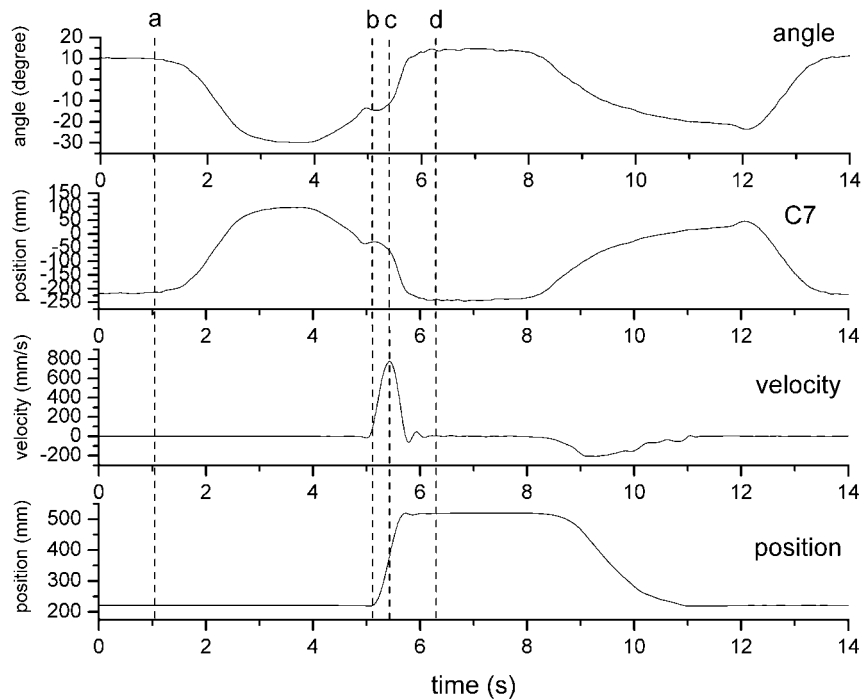 a b c d
angle
angle (degree)
20
10
0
-10
-20
-30
0 2 4 6 8 10 12 14
C7
position (mm)
150
100
50
0
-50
-100
-150
-200
-250
0 2 4 6 8 10 12 14
velocity
velocity (mm/s)
800
600
400
200
0
-200
0 2 4 6 8 10 12 14
position
position (mm)
500
400
300
200
0 2 4 6 8 10 12 14
time (s)